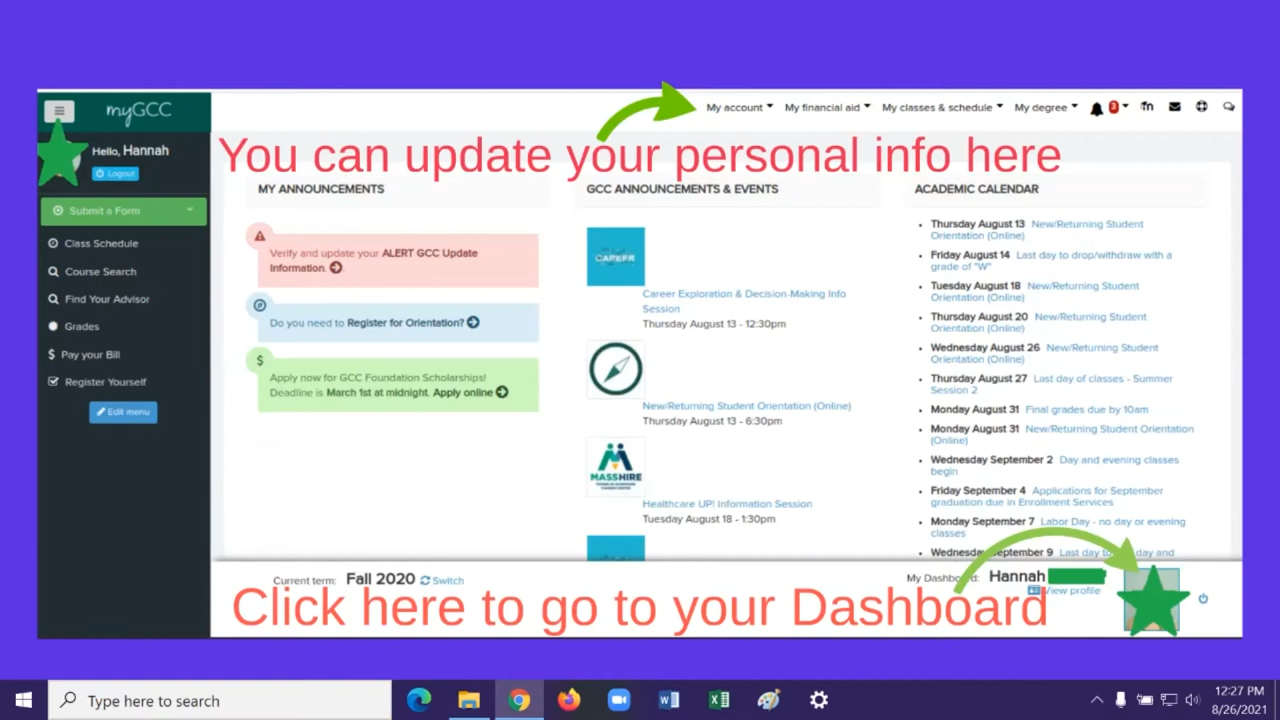 myGCC
My account
My financial aid
My classes & schedule
My degree
3
You can update your personal info here
Hello, Hannah
Logout
Submit a Form
Class Schedule
Course Search
Find Your Advisor
Grades
$ Pay your Bill
Register Yourself
Edit menu
MY ANNOUNCEMENTS
Verify and update your ALERT GCC Update
Information.
Do you need to Register for Orientation?
$
Apply now for GCC Foundation Scholarships!
Deadline is March 1st at midnight. Apply online
GCC ANNOUNCEMENTS & EVENTS
CAREER
Career Exploration & Decision-Making Info
Session
Thursday August 13 - 12:30pm
New/Returning Student Orientation (Online)
Thursday August 13 - 6:30pm
MASSHIRE
Healthcare UP! Information Session
Tuesday August 18 - 1:30pm
ACADEMIC CALENDAR
Thursday August 13 New/Returning Student
Orientation (Online)
Friday August 14 Last day to drop/withdraw with a
grade of "W"
Tuesday August 18 New/Returning Student
Orientation (Online)
Thursday August 20 New/Returning Student
Orientation (Online)
Wednesday August 26 New/Returning Student
Orientation (Online)
Thursday August 27 Last day of classes - Summer
Session 2
Monday August 31 Final grades due by 10am
Monday August 31 New/Returning Student Orientation
(Online)
Wednesday September 2 Day and evening classes
begin
Friday September 4 Applications for September
graduation due in Enrollment Services
Monday September 7 Labor Day - no day or evening
classes
Wednesday September 9 Last day to day and
Current term: Fall 2020 Switch
My Dashboard: Hannah
View profile
Click here to go to your Dashboard
Type here to search
12:27 PM
8/26/2021